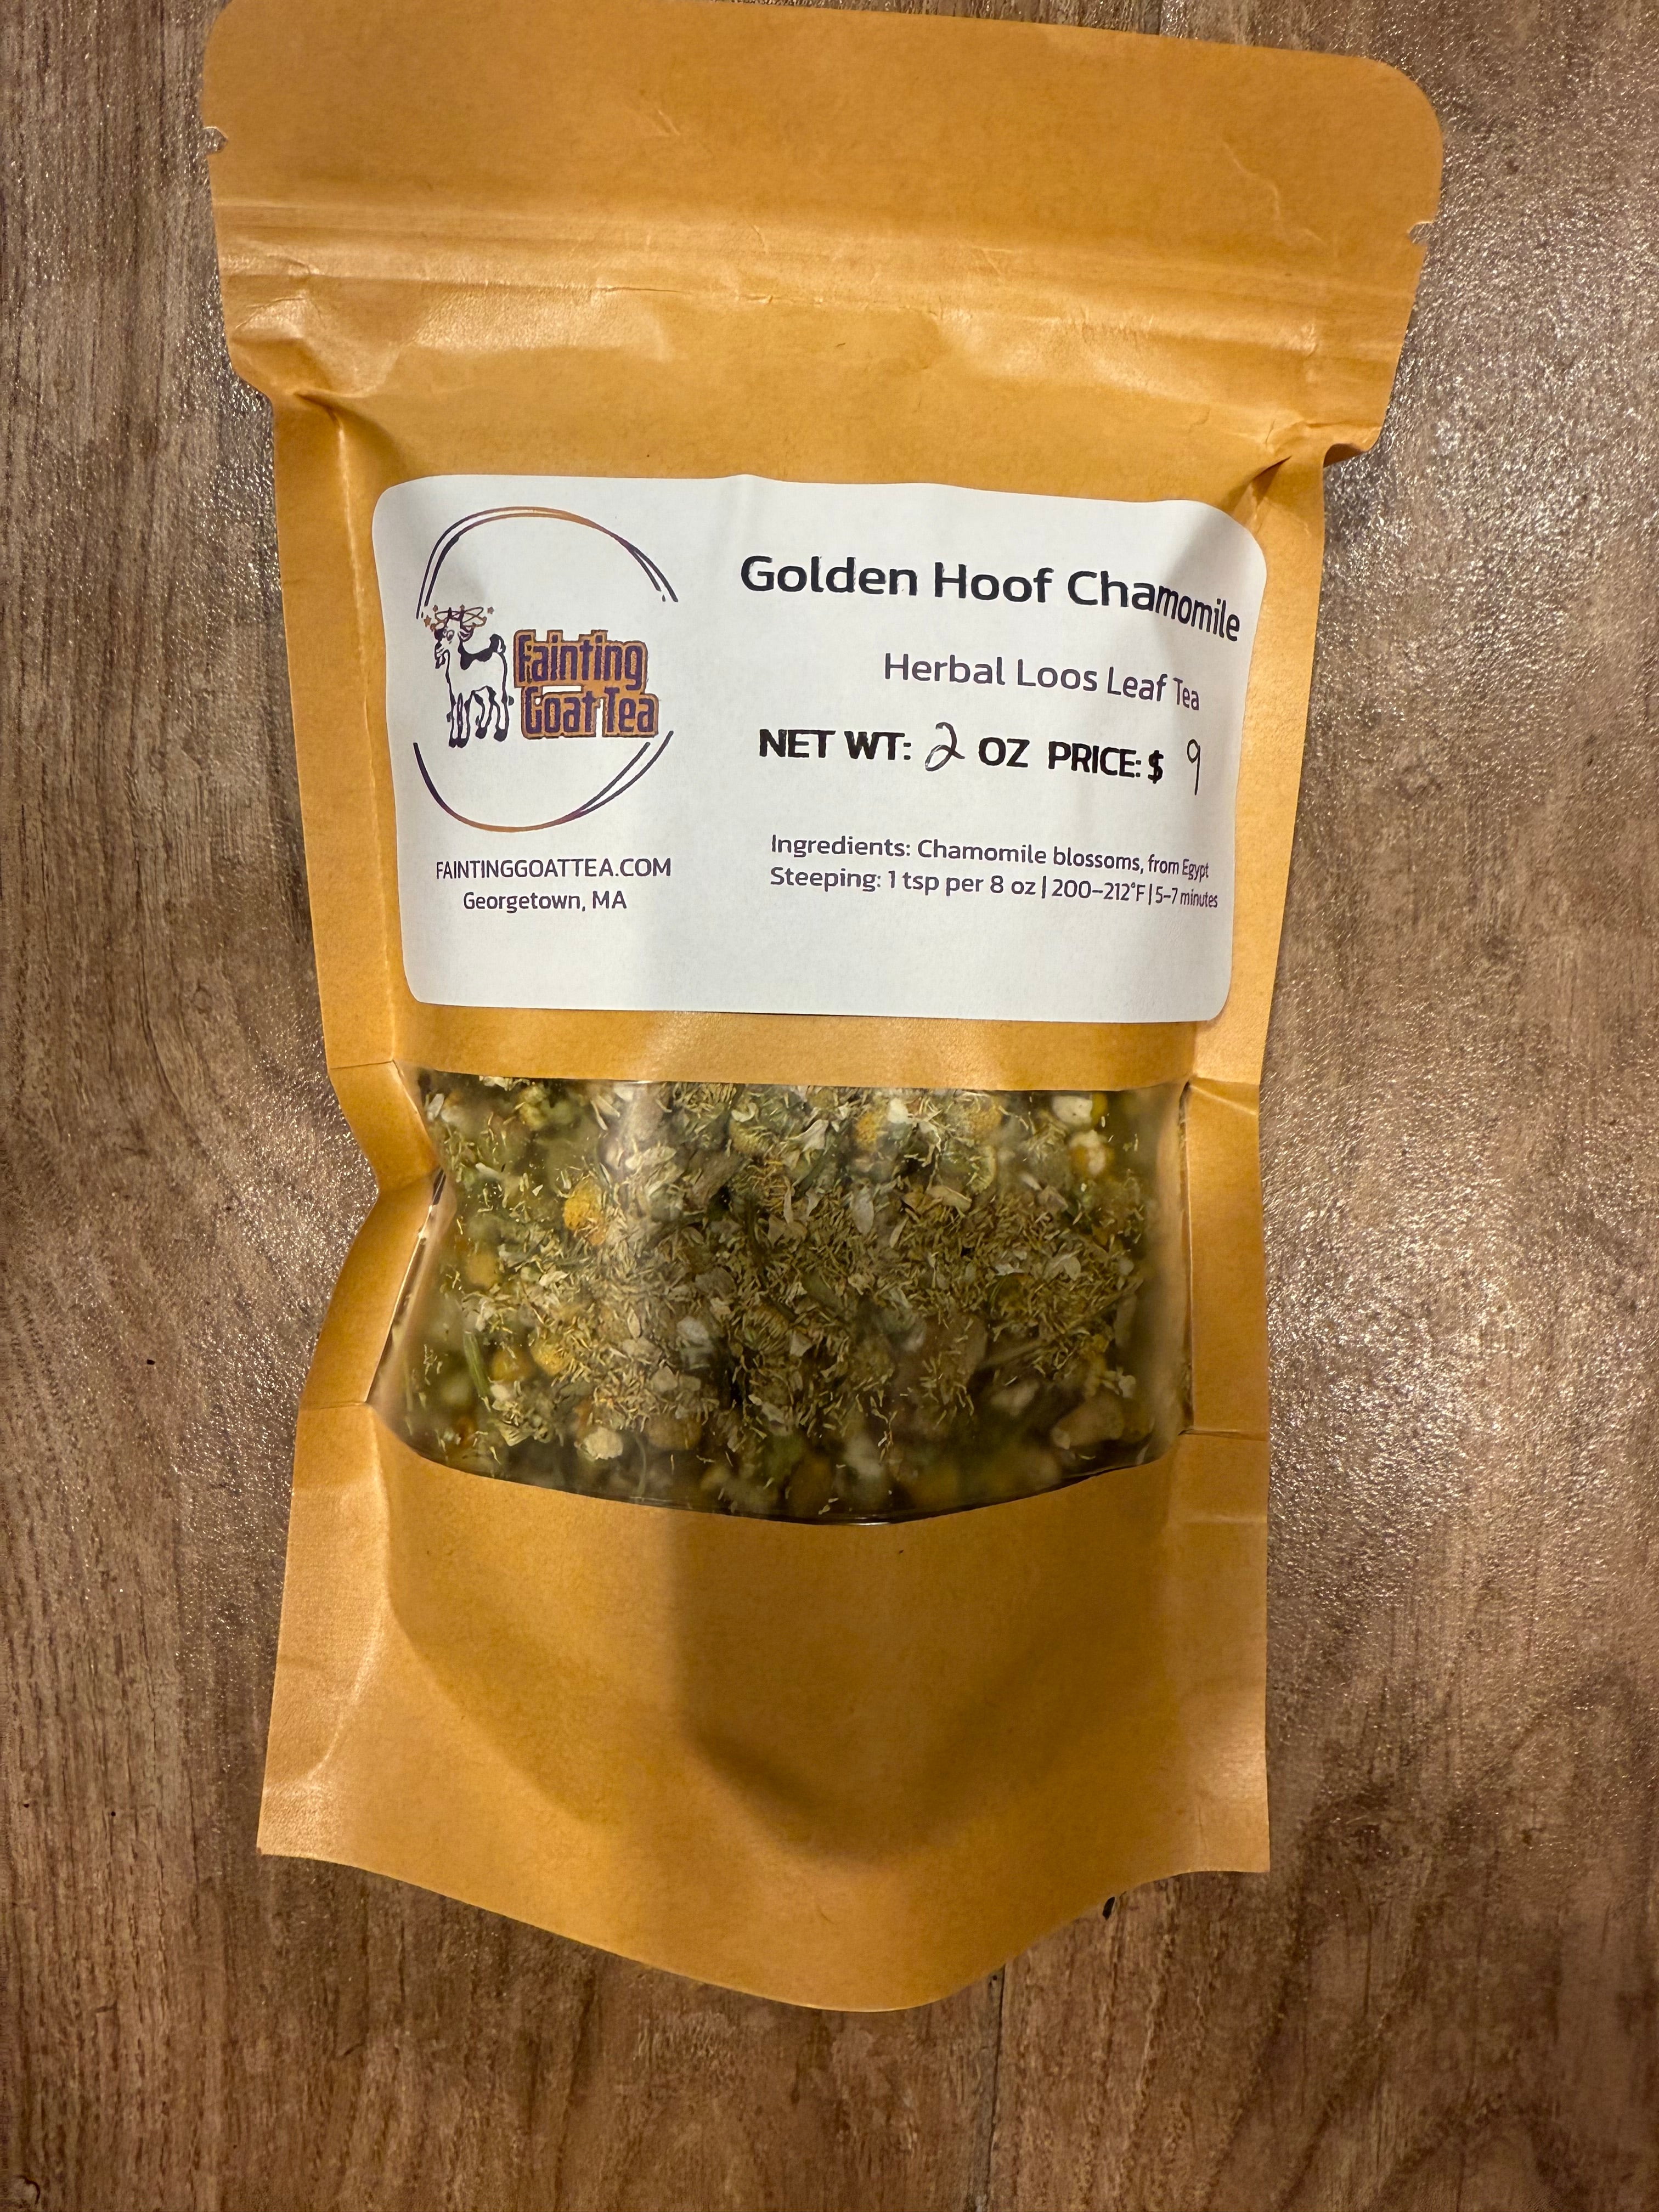 Fainting
Goat Tea
FAINTINGGOATTEA.COM
Georgetown, MA
Golden Hoof Chamomile
Herbal Loos Leaf Tea
NET WT: 2 OZ PRICE: $ 9
Ingredients: Chamomile blossoms, from Egypt
Steeping: 1 tsp per 8 oz | 200–212°F | 5–7 minutes